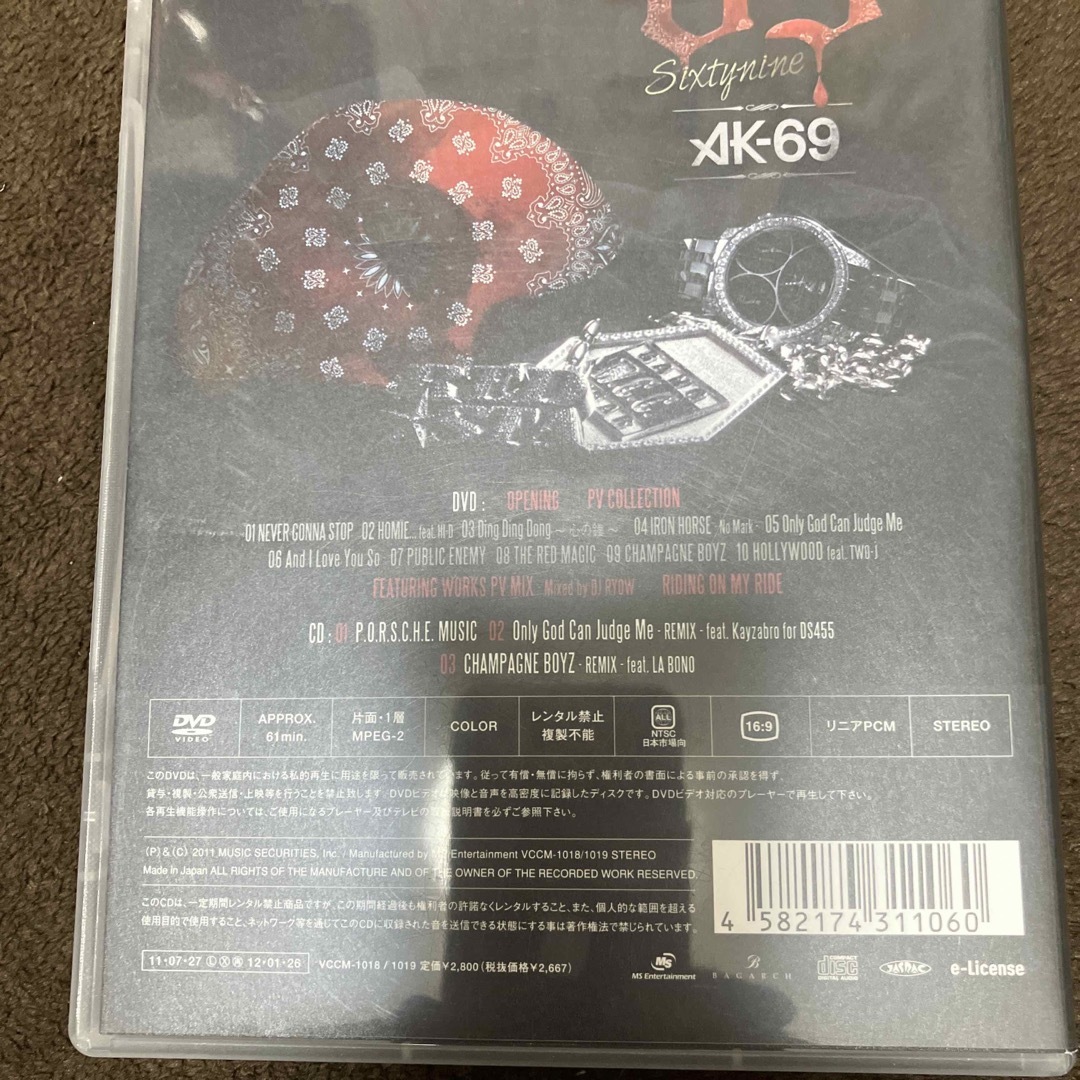 Sixtynine
AK-69
DVD : OPENING PV COLLECTION
01 NEVER GONNA STOP 02 HOMIE... feat. HI-D 03 Ding Ding Dong ～心の鐘～ 04 IRON HORSE - No Mark - 05 Only God Can Judge Me
06 And I Love You So 07 PUBLIC ENEMY 08 THE RED MAGIC 09 CHAMPAGNE BOYZ 10 HOLLYWOOD feat. TWO-J
FEATURING WORKS PV MIX - Mixed by DJ RYOW RIDING ON MY RIDE
CD : 01 P.O.R.S.C.H.E. MUSIC 02 Only God Can Judge Me - REMIX - feat. Kayzabro for DS455
03 CHAMPAGNE BOYZ - REMIX - feat. LA BONO
DVD VIDEO
APPROX. 61min.
片面・1層 MPEG-2
COLOR
レンタル禁止 複製不能
ALL NTSC 日本市場向
16:9
リニアPCM
STEREO
このDVDは、一般家庭内における私的再生に用途を限って販売されています。従って有償・無償に拘らず、権利者の書面による事前の承認を得ず、
貸与・複製・公衆送信・上映等を行うことを禁止致します。DVDビデオは映像と音声を高密度に記録したディスクです。DVDビデオ対応のプレーヤーで再生して下さい。
各再生機能操作については、ご使用になるプレーヤー及びテレビの取扱説明書を必ずご参照下さい。
(P)&(C) 2011 MUSIC SECURITIES, Inc. / Manufactured by MS Entertainment VCCM-1018/1019 STEREO
Made in Japan ALL RIGHTS OF THE MANUFACTURE AND OF THE OWNER OF THE RECORDED WORK RESERVED.
このCDは、一定期間レンタル禁止商品ですが、この期間経過後も権利者の許諾なくレンタルすること、また、個人的な範囲を超える
使用目的で使用すること、ネットワーク等を通じてこのCDに収録された音を送信できる状態にする事は著作権法で禁じられています。
4 582174 311060
11・07・27 Ⓛ Ⓧ Ⓡ 12・01・26 VCCM-1018 / 1019 定価¥2,800 (税抜価格¥2,667)
MS MS Entertainment
B BAGARCH
COMPACT disc DIGITAL AUDIO
JASRAC
e-License